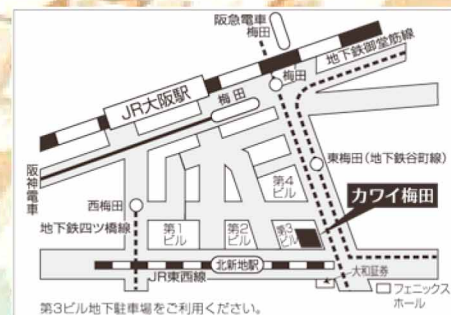 阪急電車
梅田
地下鉄御堂筋線
梅田
JR大阪駅
梅田
東梅田(地下鉄谷町線)
阪神電車
第4
ビル
カワイ梅田
西梅田
地下鉄四ツ橋線
第1
ビル
第2
ビル
第3
ビル
北新地駅
JR東西線
大和証券
フェニックス
ホール
第3ビル地下駐車場をご利用ください。